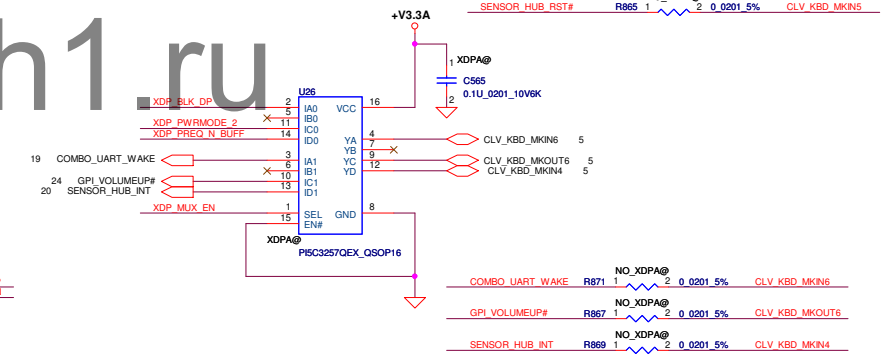 SENSOR_HUB_RST# R865 1 2 0_0201_5% CLV_KBD_MKIN5
+V3.3A
h1.ru
1 XDPA@
C565
0.1U_0201_10V6K
2
U26
XDP_BLK_DP 2 IA0 VCC 16
5 IB0
XDP_PWRMODE_2 11 IC0
XDP_PREQ_N_BUFF 14 ID0 YA 4 CLV_KBD_MKIN6 5
YB 7
19 COMBO_UART_WAKE 3 IA1 YC 9 CLV_KBD_MKOUT6 5
6 IB1 YD 12 CLV_KBD_MKIN4 5
24 GPI_VOLUMEUP# 10 IC1
20 SENSOR_HUB_INT 13 ID1
XDP_MUX_EN 1 SEL GND 8
15 EN#
XDPA@
PI5C3257QEX_QSOP16
NO_XDPA@
COMBO_UART_WAKE R871 1 2 0_0201_5% CLV_KBD_MKIN6
NO_XDPA@
GPI_VOLUMEUP# R867 1 2 0_0201_5% CLV_KBD_MKOUT6
NO_XDPA@
SENSOR_HUB_INT R869 1 2 0_0201_5% CLV_KBD_MKIN4